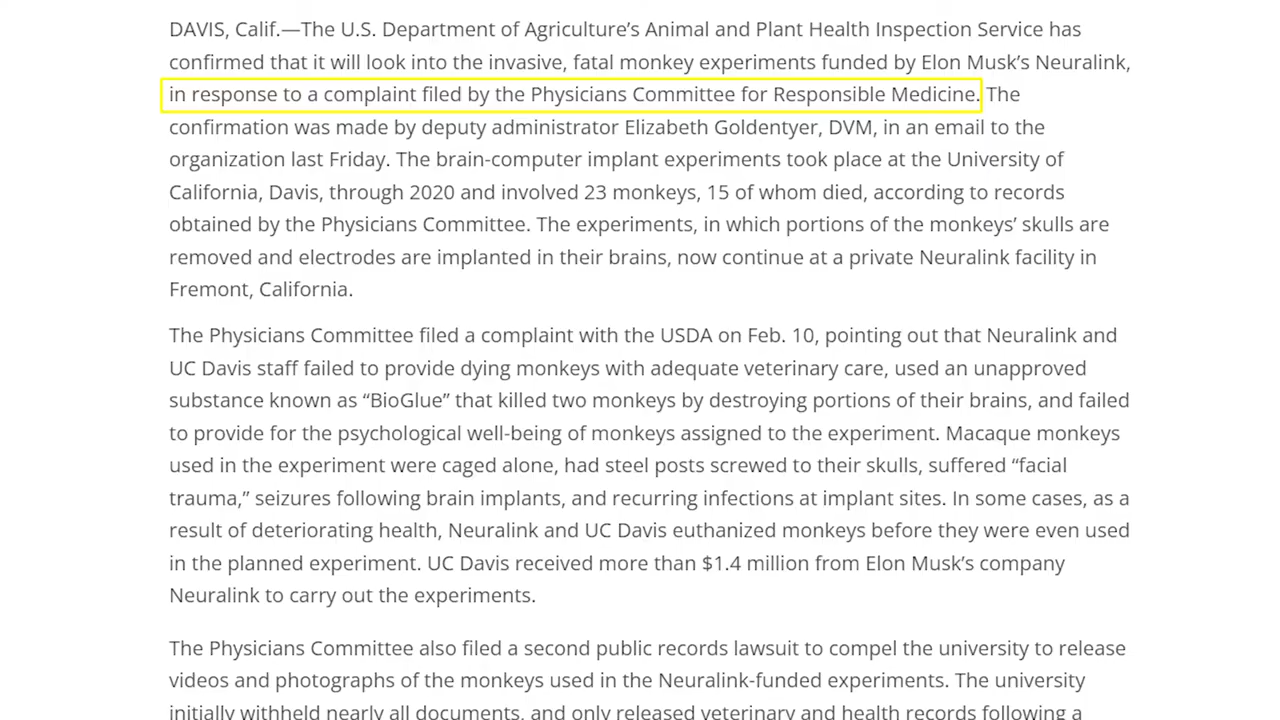 DAVIS, Calif.—The U.S. Department of Agriculture’s Animal and Plant Health Inspection Service has
confirmed that it will look into the invasive, fatal monkey experiments funded by Elon Musk’s Neuralink,
in response to a complaint filed by the Physicians Committee for Responsible Medicine. The
confirmation was made by deputy administrator Elizabeth Goldentyer, DVM, in an email to the
organization last Friday. The brain-computer implant experiments took place at the University of
California, Davis, through 2020 and involved 23 monkeys, 15 of whom died, according to records
obtained by the Physicians Committee. The experiments, in which portions of the monkeys’ skulls are
removed and electrodes are implanted in their brains, now continue at a private Neuralink facility in
Fremont, California.
The Physicians Committee filed a complaint with the USDA on Feb. 10, pointing out that Neuralink and
UC Davis staff failed to provide dying monkeys with adequate veterinary care, used an unapproved
substance known as “BioGlue” that killed two monkeys by destroying portions of their brains, and failed
to provide for the psychological well-being of monkeys assigned to the experiment. Macaque monkeys
used in the experiment were caged alone, had steel posts screwed to their skulls, suffered “facial
trauma,” seizures following brain implants, and recurring infections at implant sites. In some cases, as a
result of deteriorating health, Neuralink and UC Davis euthanized monkeys before they were even used
in the planned experiment. UC Davis received more than $1.4 million from Elon Musk’s company
Neuralink to carry out the experiments.
The Physicians Committee also filed a second public records lawsuit to compel the university to release
videos and photographs of the monkeys used in the Neuralink-funded experiments. The university
initially withheld nearly all documents, and only released veterinary and health records following a